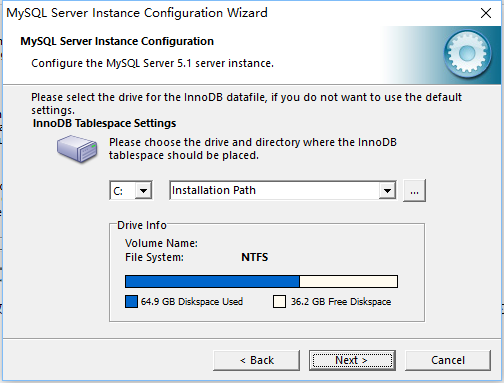 MySQL Server Instance Configuration Wizard
MySQL Server Instance Configuration
Configure the MySQL Server 5.1 server instance.
Please select the drive for the InnoDB datafile, if you do not want to use the default
settings.
InnoDB Tablespace Settings
Please choose the drive and directory where the InnoDB
tablespace should be placed.
C: Installation Path ...
Drive Info
Volume Name:
File System: NTFS
64.9 GB Diskspace Used 36.2 GB Free Diskspace
< Back Next > Cancel